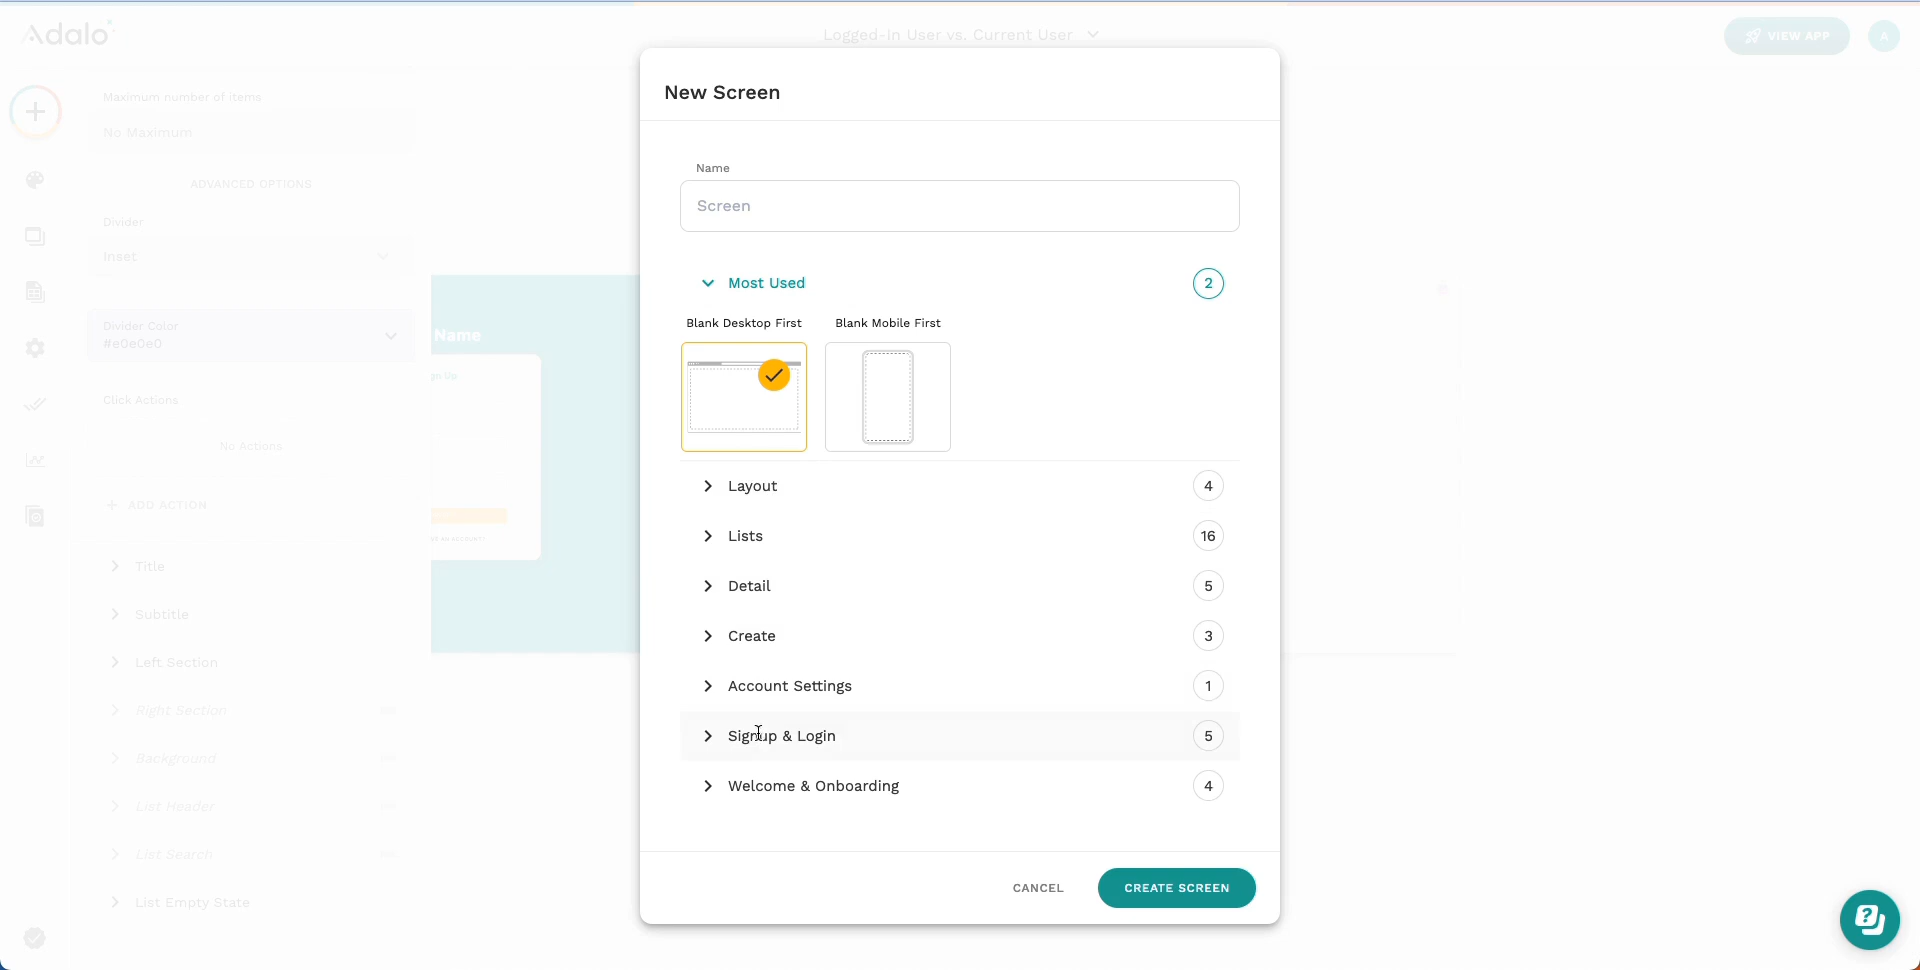 Adalo
Logged-In User vs. Current User
VIEW APP
A
Maximum number of items
No Maximum
ADVANCED OPTIONS
Divider
Inset
Divider Color
#e0e0e0
Click Actions
No Actions
+ ADD ACTION
Title
Subtitle
Left Section
Right Section
Background
List Header
List Search
List Empty State
Name
gn Up
New Screen
Name
Screen
Most Used
2
Blank Desktop First
Blank Mobile First
Layout
4
Lists
16
Detail
5
Create
3
Account Settings
1
Signup & Login
5
Welcome & Onboarding
4
CANCEL
CREATE SCREEN